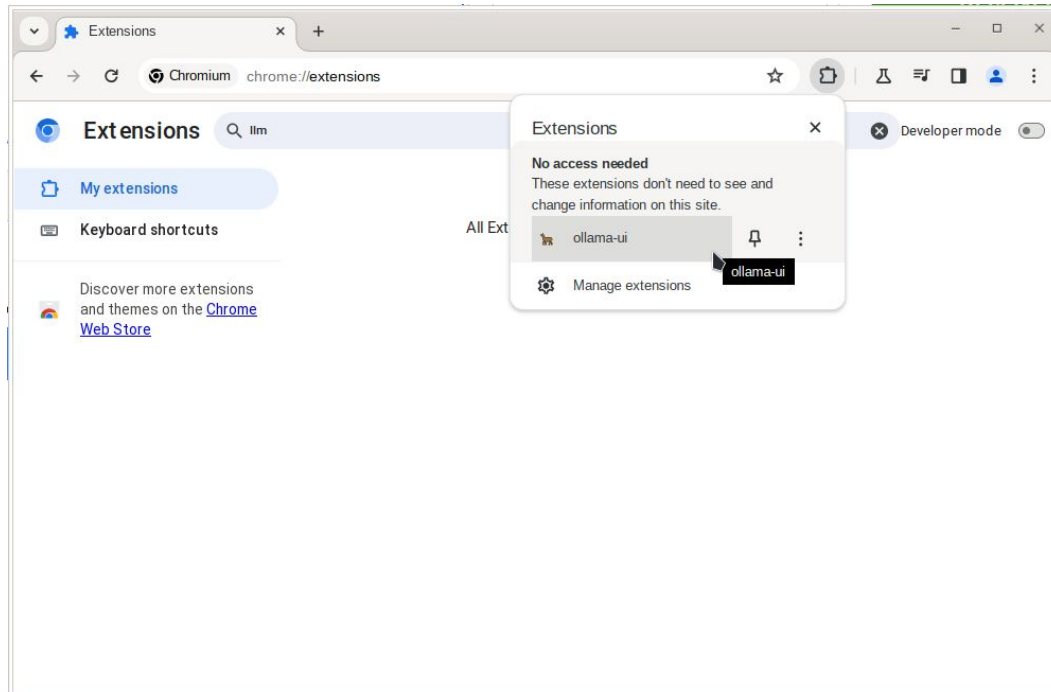 Extensions
Chromium chrome://extensions
Extensions
llm
Developer mode
My extensions
Keyboard shortcuts
Discover more extensions
and themes on the Chrome
Web Store
All Ext
Extensions
No access needed
These extensions don't need to see and
change information on this site.
ollama-ui
ollama-ui
Manage extensions